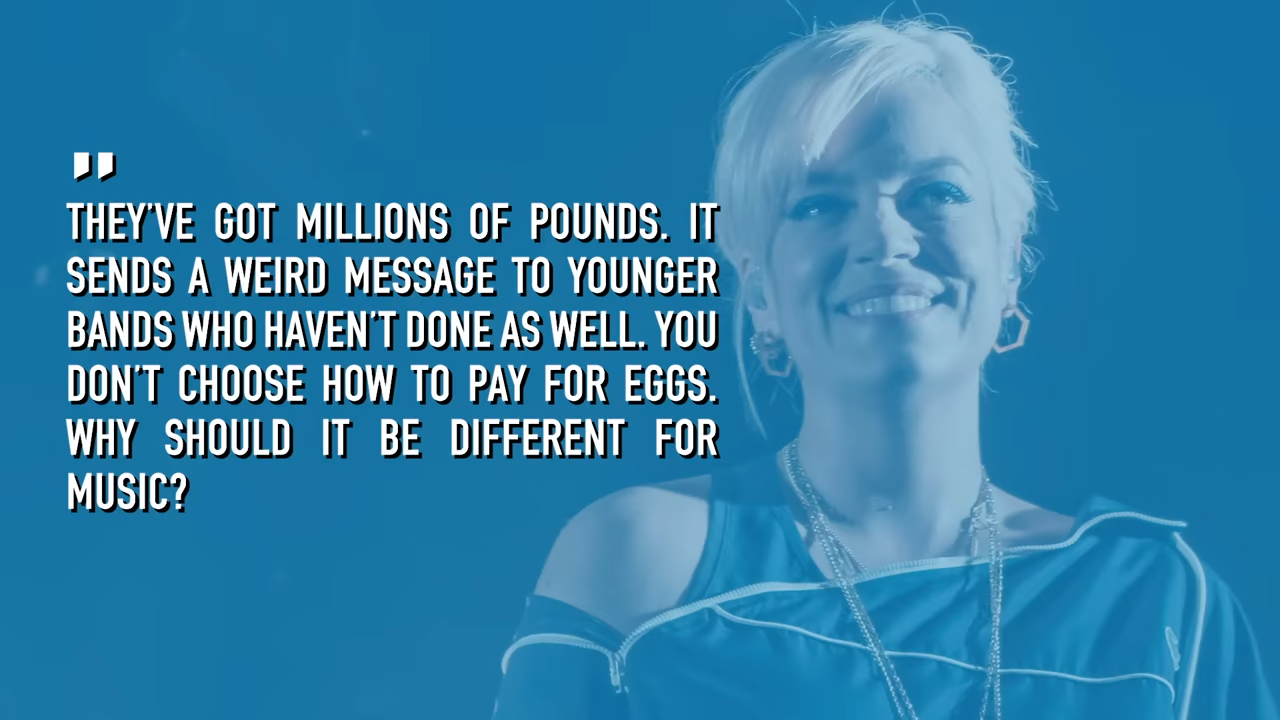 "
THEY'VE GOT MILLIONS OF POUNDS. IT
SENDS A WEIRD MESSAGE TO YOUNGER
BANDS WHO HAVEN'T DONE AS WELL. YOU
DON'T CHOOSE HOW TO PAY FOR EGGS.
WHY SHOULD IT BE DIFFERENT FOR
MUSIC?